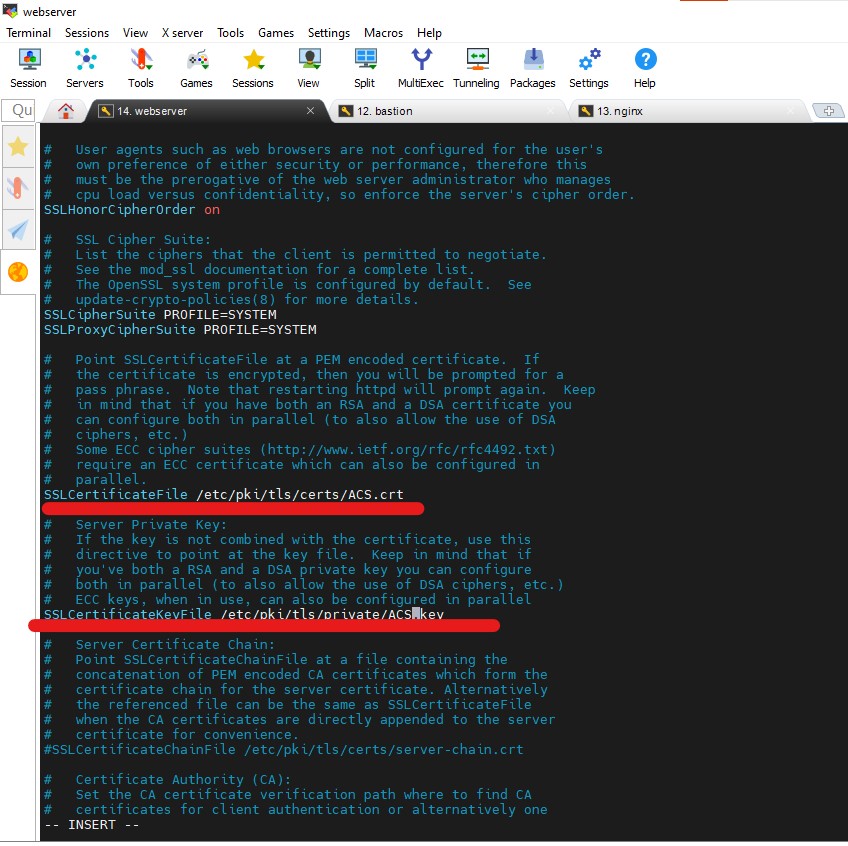 webserver
Terminal Sessions View X server Tools Games Settings Macros Help
Session Servers Tools Games Sessions View Split MultiExec Tunneling Packages Settings Help
Qu 14. webserver 12. bastion 13. nginx
#   User agents such as web browsers are not configured for the user's
#   own preference of either security or performance, therefore this
#   must be the prerogative of the web server administrator who manages
#   cpu load versus confidentiality, so enforce the server's cipher order.
SSLHonorCipherOrder on
#   SSL Cipher Suite:
#   List the ciphers that the client is permitted to negotiate.
#   See the mod_ssl documentation for a complete list.
#   The OpenSSL system profile is configured by default.  See
#   update-crypto-policies(8) for more details.
SSLCipherSuite PROFILE=SYSTEM
SSLProxyCipherSuite PROFILE=SYSTEM
#   Point SSLCertificateFile at a PEM encoded certificate.  If
#   the certificate is encrypted, then you will be prompted for a
#   pass phrase.  Note that restarting httpd will prompt again.  Keep
#   in mind that if you have both an RSA and a DSA certificate you
#   can configure both in parallel (to also allow the use of DSA
#   ciphers, etc.)
#   Some ECC cipher suites (http://www.ietf.org/rfc/rfc4492.txt)
#   require an ECC certificate which can also be configured in
#   parallel.
SSLCertificateFile /etc/pki/tls/certs/ACS.crt
#   Server Private Key:
#   If the key is not combined with the certificate, use this
#   directive to point at the key file.  Keep in mind that if
#   you've both a RSA and a DSA private key you can configure
#   both in parallel (to also allow the use of DSA ciphers, etc.)
#   ECC keys, when in use, can also be configured in parallel
SSLCertificateKeyFile /etc/pki/tls/private/ACS.key
#   Server Certificate Chain:
#   Point SSLCertificateChainFile at a file containing the
#   concatenation of PEM encoded CA certificates which form the
#   certificate chain for the server certificate. Alternatively
#   the referenced file can be the same as SSLCertificateFile
#   when the CA certificates are directly appended to the server
#   certificate for convenience.
#SSLCertificateChainFile /etc/pki/tls/certs/server-chain.crt
#   Certificate Authority (CA):
#   Set the CA certificate verification path where to find CA
#   certificates for client authentication or alternatively one
-- INSERT --